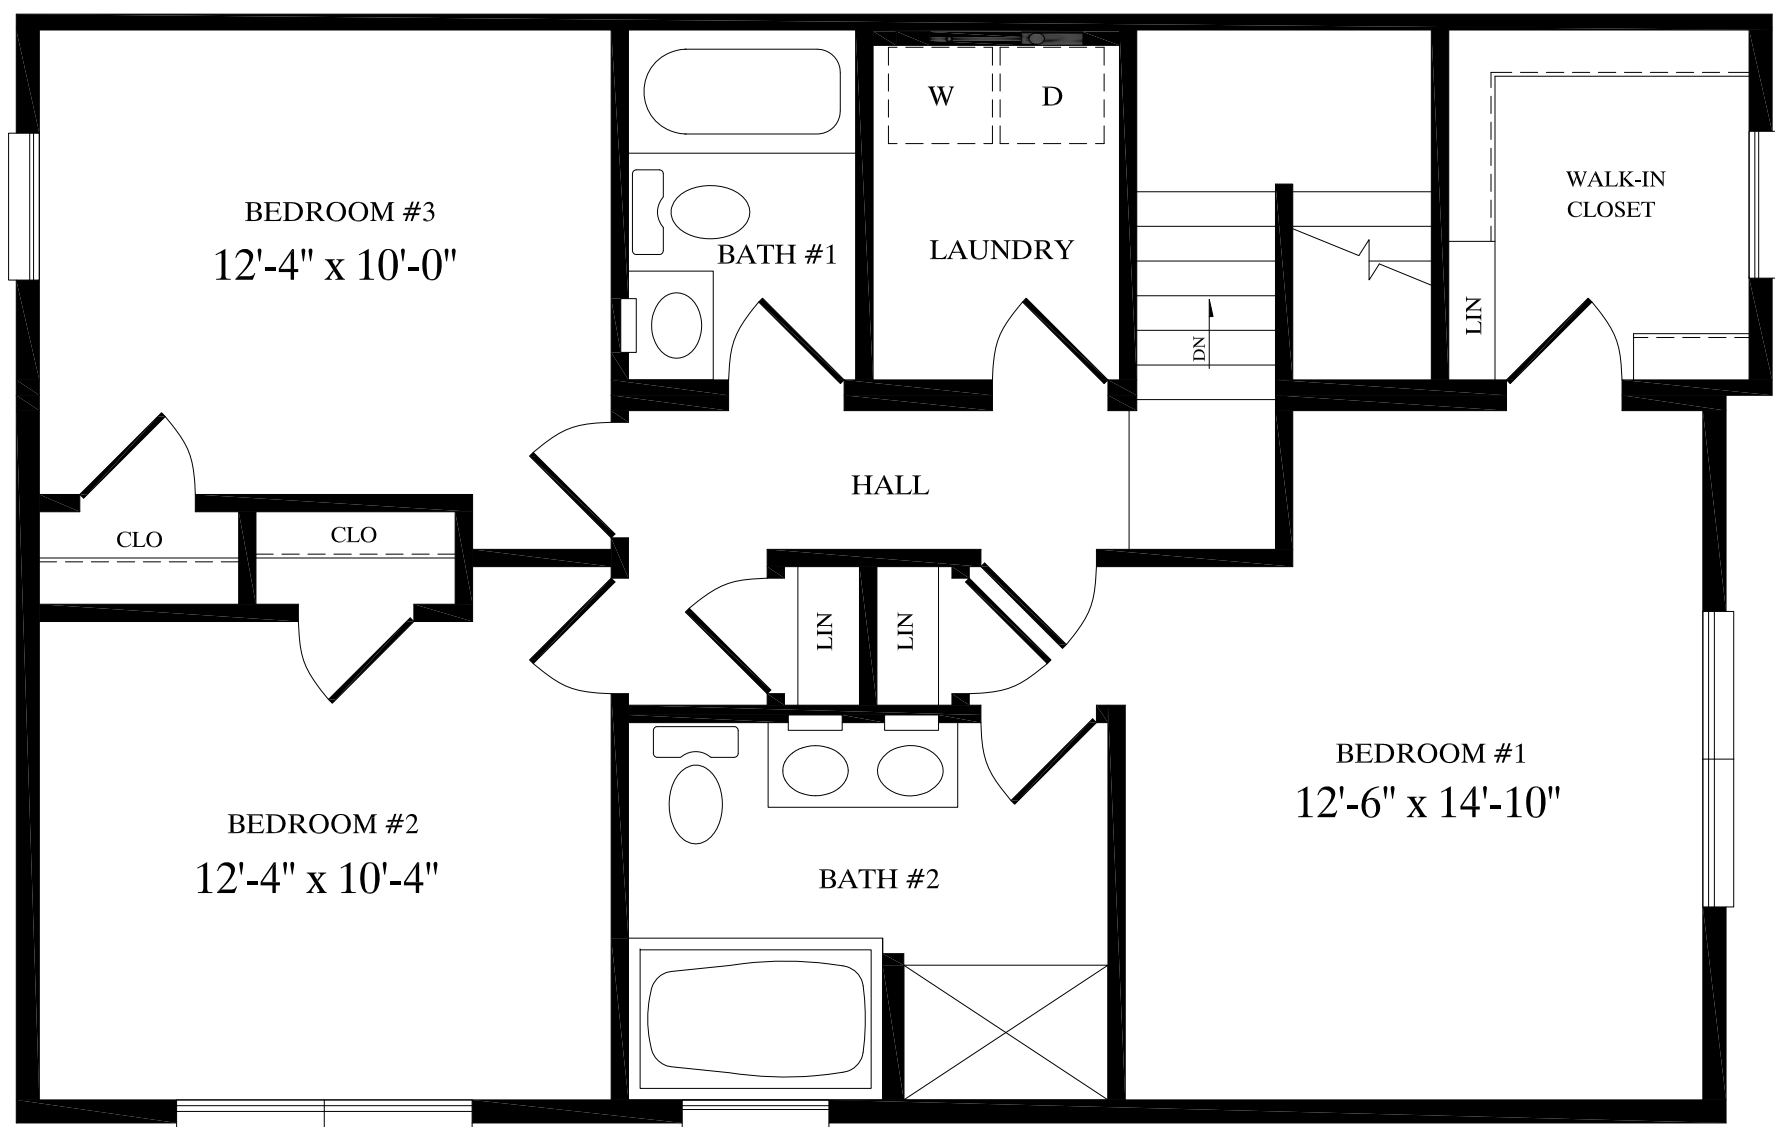 W
D
WALK-IN
CLOSET
BEDROOM #3
12'-4" x 10'-0"
BATH #1
LAUNDRY
LIN
DN
HALL
CLO
CLO
LIN
LIN
BEDROOM #1
12'-6" x 14'-10"
BEDROOM #2
12'-4" x 10'-4"
BATH #2